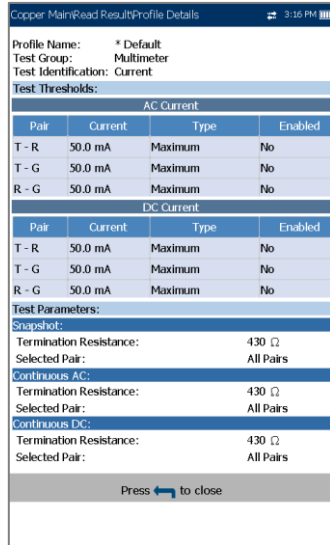 Copper Main\Read Result\Profile Details 3:16 PM
Profile Name: * Default
Test Group: Multimeter
Test Identification: Current
Test Thresholds:
AC Current
Pair Current Type Enabled
T - R 50.0 mA Maximum No
T - G 50.0 mA Maximum No
R - G 50.0 mA Maximum No
DC Current
Pair Current Type Enabled
T - R 50.0 mA Maximum No
T - G 50.0 mA Maximum No
R - G 50.0 mA Maximum No
Test Parameters:
Snapshot:
Termination Resistance: 430 Ω
Selected Pair: All Pairs
Continuous AC:
Termination Resistance: 430 Ω
Selected Pair: All Pairs
Continuous DC:
Termination Resistance: 430 Ω
Selected Pair: All Pairs
Press to close